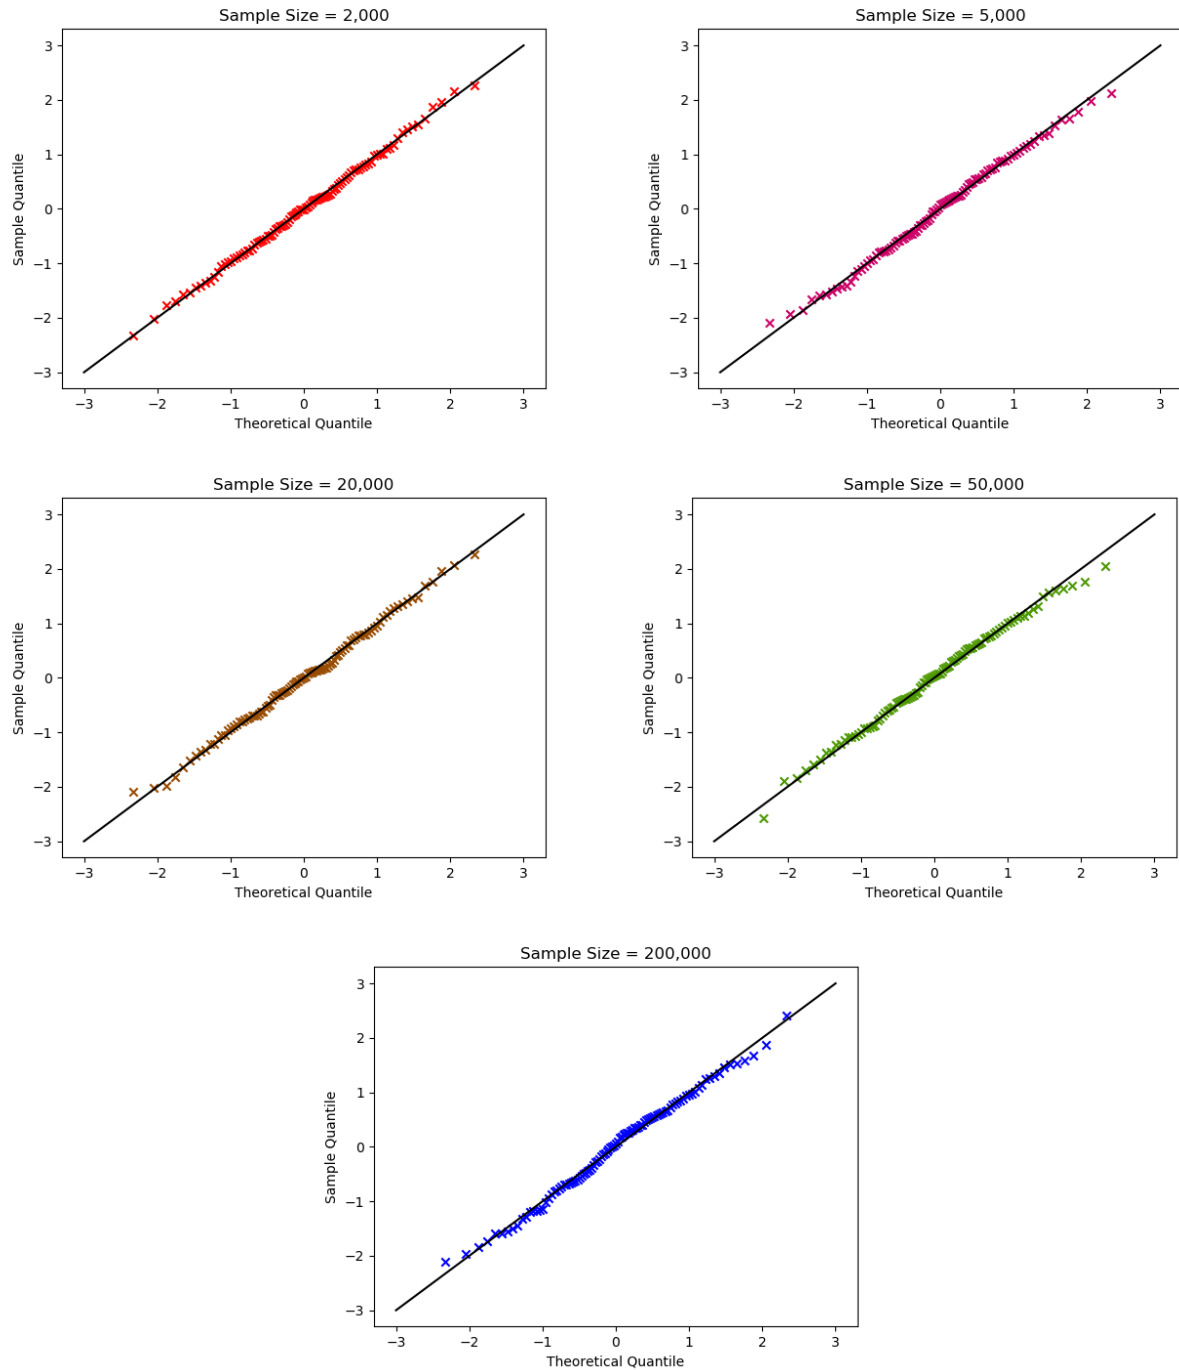 Sample Size = 2,000
3
2
1
0
−1
−2
−3
Sample Quantile
−3 −2 −1 0 1 2 3
Theoretical Quantile
Sample Size = 5,000
3
2
1
0
−1
−2
−3
Sample Quantile
−3 −2 −1 0 1 2 3
Theoretical Quantile
Sample Size = 20,000
3
2
1
0
−1
−2
−3
Sample Quantile
−3 −2 −1 0 1 2 3
Theoretical Quantile
Sample Size = 50,000
3
2
1
0
−1
−2
−3
Sample Quantile
−3 −2 −1 0 1 2 3
Theoretical Quantile
Sample Size = 200,000
3
2
1
0
−1
−2
−3
Sample Quantile
−3 −2 −1 0 1 2 3
Theoretical Quantile